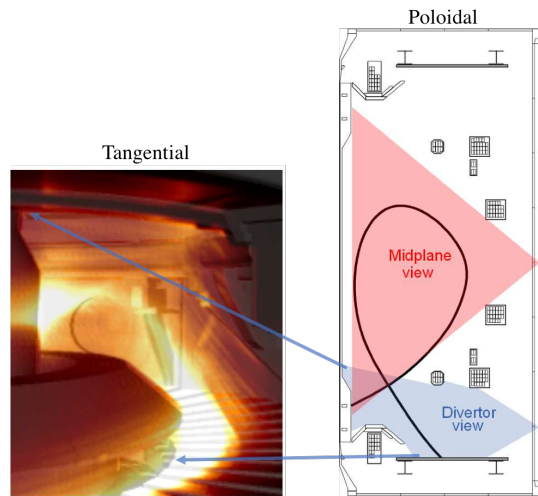 Poloidal
Tangential
Midplane
view
Divertor
view